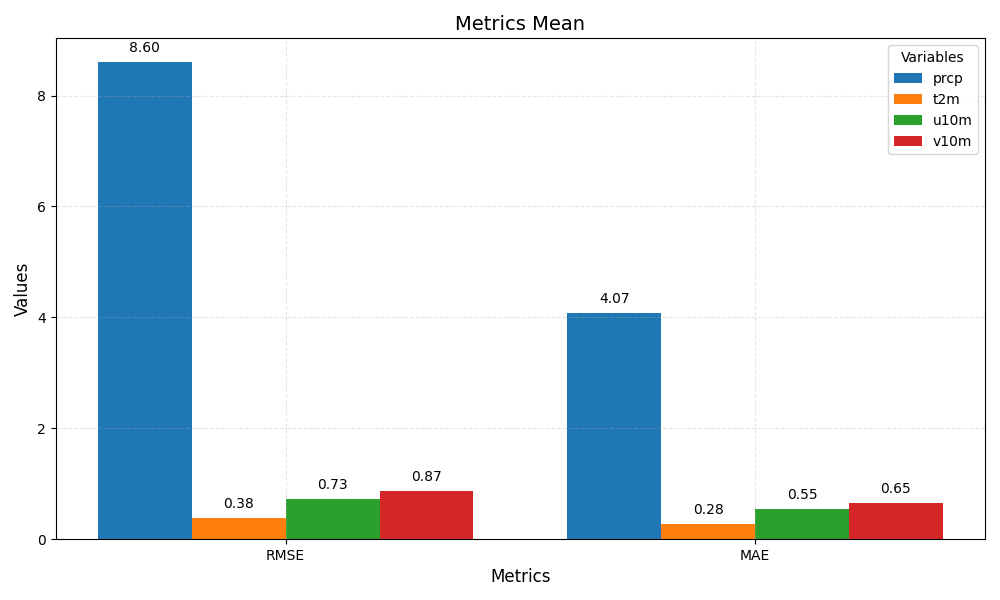 Metrics Mean
8.60
Variables
prcp
t2m
u10m
v10m
8
6
4
2
0
Values
4.07
0.38
0.73
0.87
0.28
0.55
0.65
RMSE
MAE
Metrics